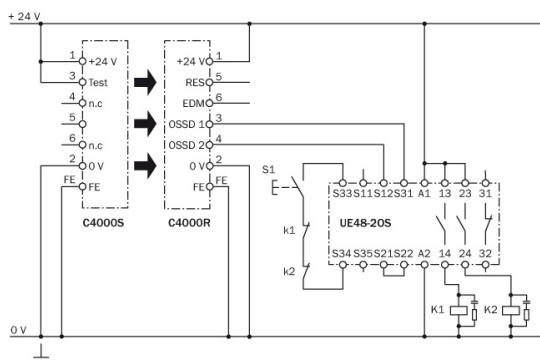 + 24 V
1 +24 V
3 Test
4 n.c
5
6 n.c
2 0 V
FE FE
C4000S
+24 V 1
RES 5
EDM 6
OSSD 1 3
OSSD 2 4
0 V 2
FE FE
C4000R
S1
k1
k2
S33 S11 S12 S31 A1 13 23 31
UE48-2OS
S34 S35 S21 S22 A2 14 24 32
K1
K2
0 V